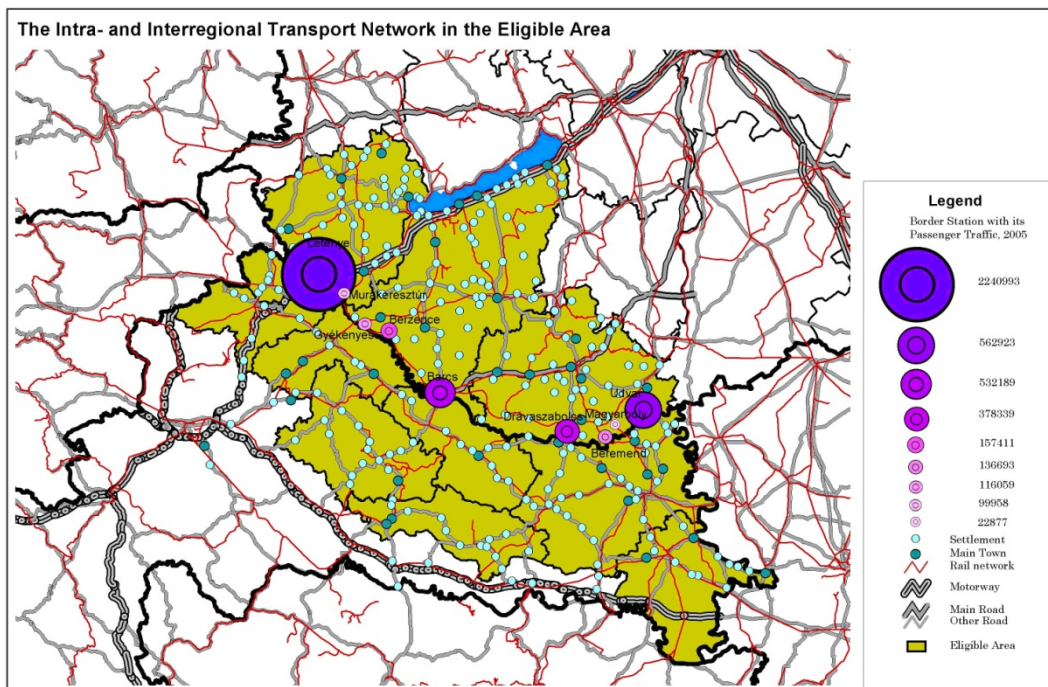 The Intra- and Interregional Transport Network in the Eligible Area
Letenye
Murakeresztúr
Berzence
Gyékényes
Barcs
Udvar
Magyarbóly
Drávaszabolcs
Beremend
Legend
Border Station with its
Passenger Traffic, 2005
2240993
562923
532189
378339
157411
136693
116059
99958
22877
Settlement
Main Town
Rail network
Motorway
Main Road
Other Road
Eligible Area